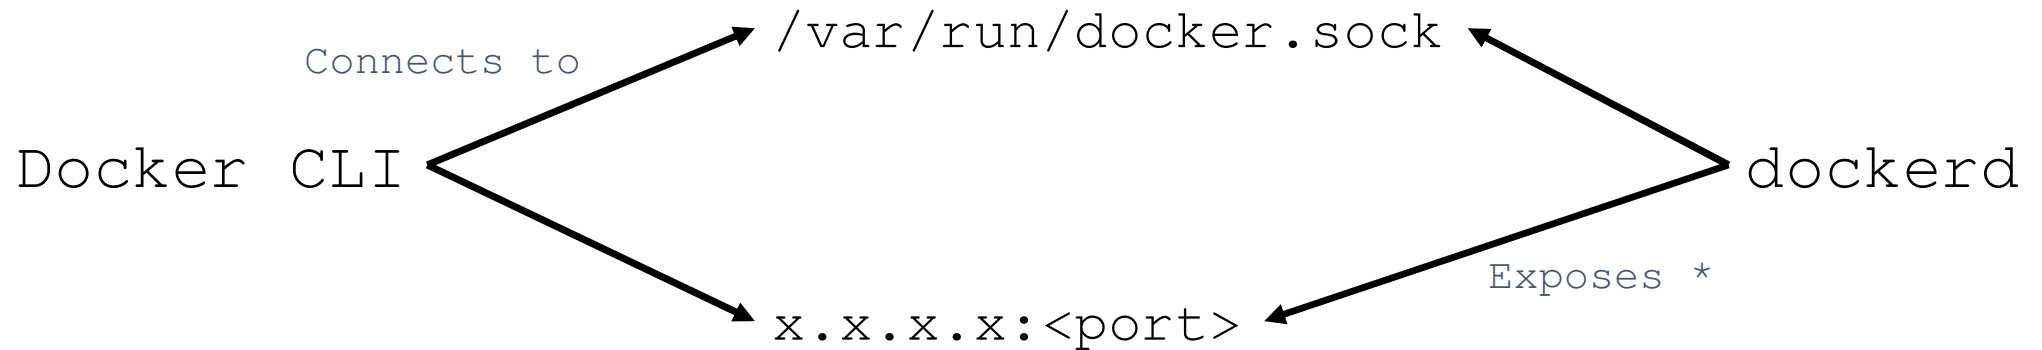 /var/run/docker.sock
Connects to
Docker CLI
dockerd
Exposes *
x.x.x.x:<port>